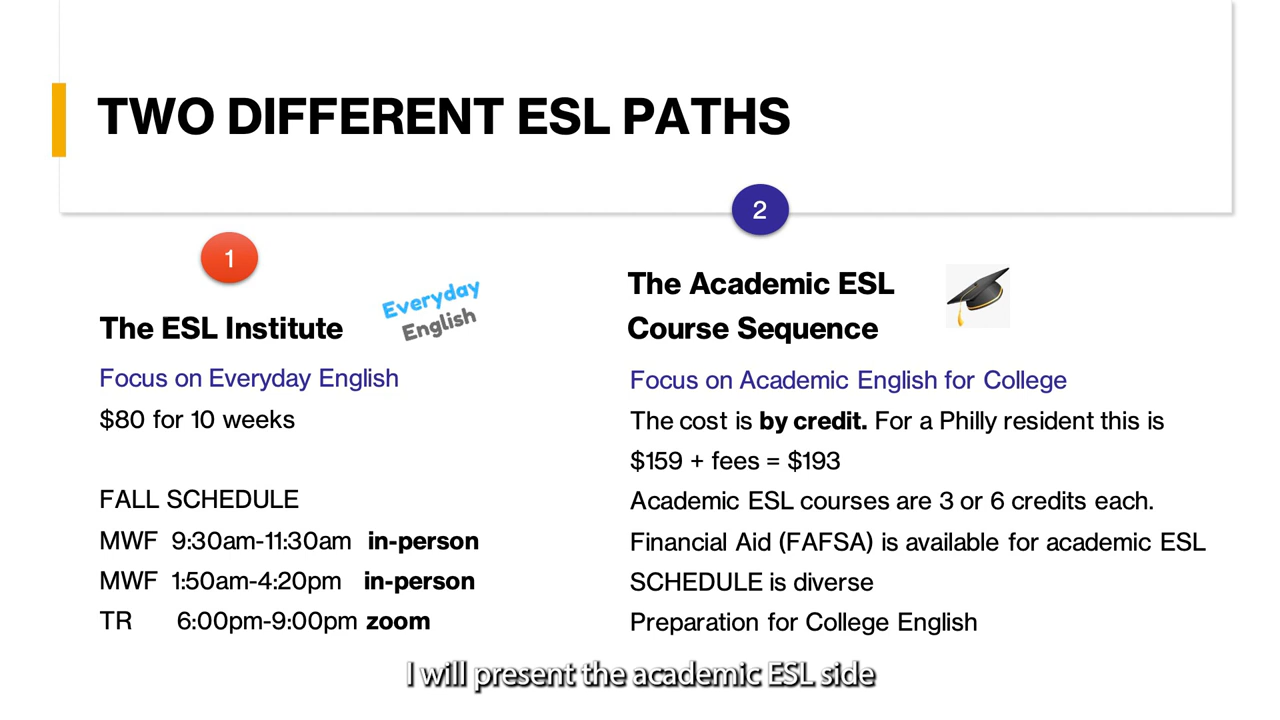 TWO DIFFERENT ESL PATHS
1
The ESL Institute
Everyday
English
Focus on Everyday English
$80 for 10 weeks
FALL SCHEDULE
MWF 9:30am-11:30am in-person
MWF 1:50am-4:20pm in-person
TR 6:00pm-9:00pm zoom
2
The Academic ESL
Course Sequence
Focus on Academic English for College
The cost is by credit. For a Philly resident this is
$159 + fees = $193
Academic ESL courses are 3 or 6 credits each.
Financial Aid (FAFSA) is available for academic ESL
SCHEDULE is diverse
Preparation for College English
I will present the academic ESL side